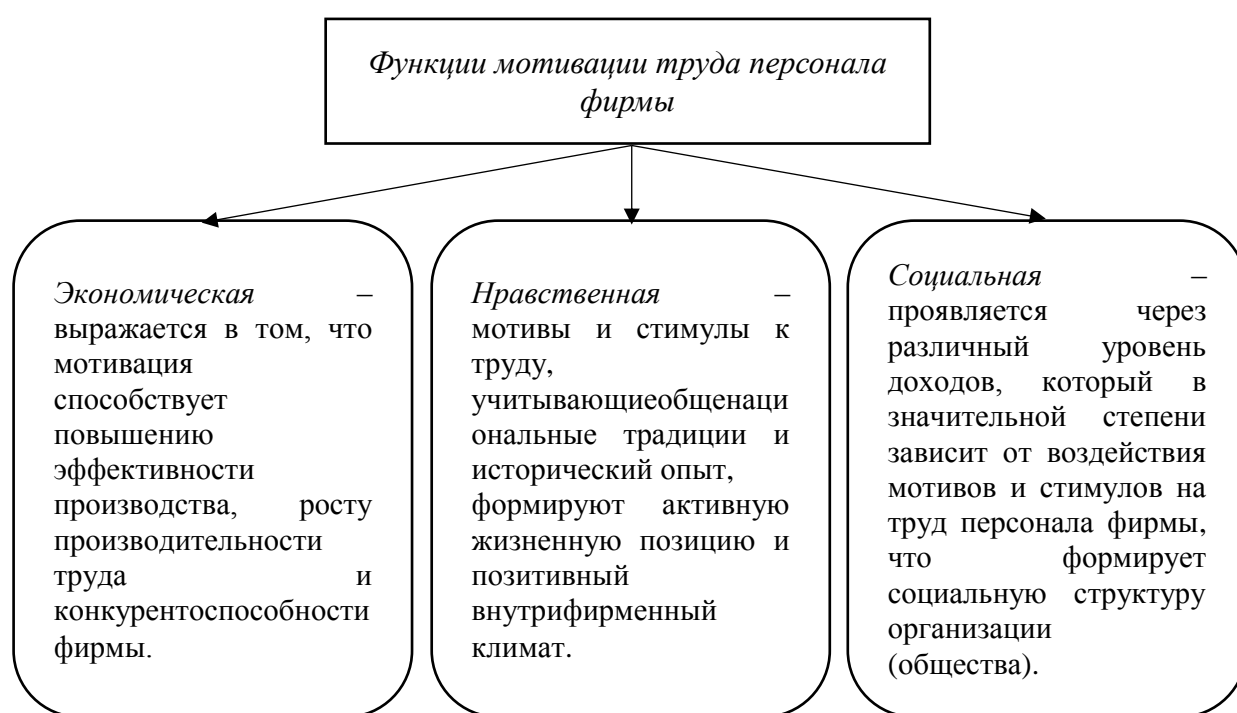 Функции мотивации труда персонала
фирмы
Экономическая –
выражается в том, что
мотивация
способствует
повышению
эффективности
производства, росту
производительности
труда и
конкурентоспособности
фирмы.
Нравственная –
мотивы и стимулы к
труду,
учитывающиеобщенаци
ональные традиции и
исторический опыт,
формируют активную
жизненную позицию и
позитивный
внутрифирменный
климат.
Социальная –
проявляется через
различный уровень
доходов, который в
значительной степени
зависит от воздействия
мотивов и стимулов на
труд персонала фирмы,
что формирует
социальную структуру
организации
(общества).